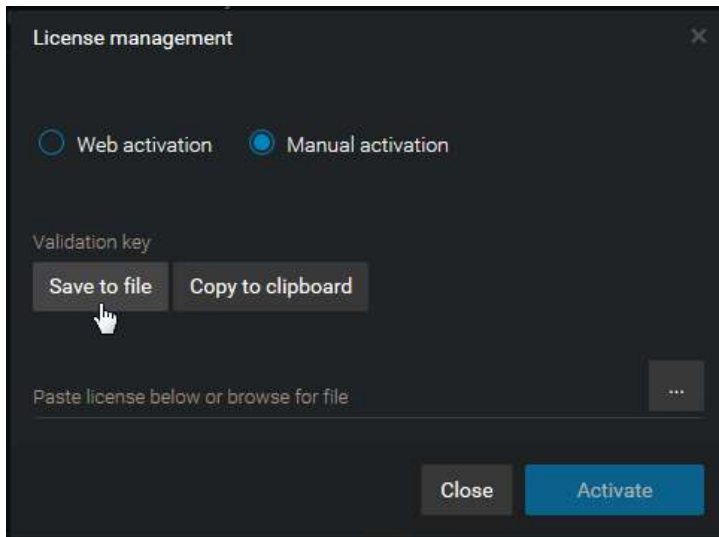 License management
×
Web activation Manual activation
Validation key
Save to file Copy to clipboard
Paste license below or browse for file ...
Close Activate